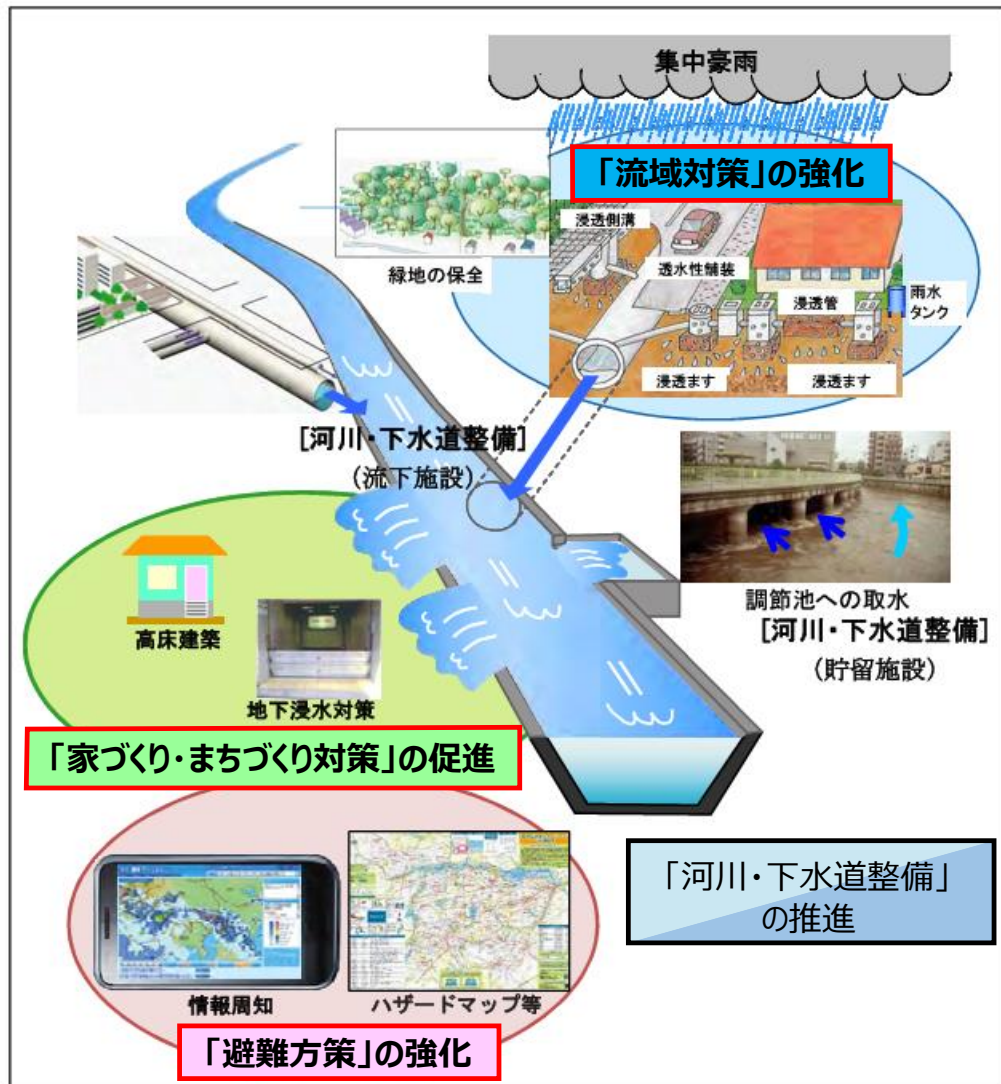 集中豪雨
「流域対策」の強化
浸透側溝
透水性舗装
浸透管
雨水
タンク
浸透ます
浸透ます
緑地の保全
[河川・下水道整備]
(流下施設)
調節池への取水
[河川・下水道整備]
(貯留施設)
高床建築
地下浸水対策
「家づくり・まちづくり対策」の促進
「河川・下水道整備」
の推進
情報周知
ハザードマップ等
「避難方策」の強化